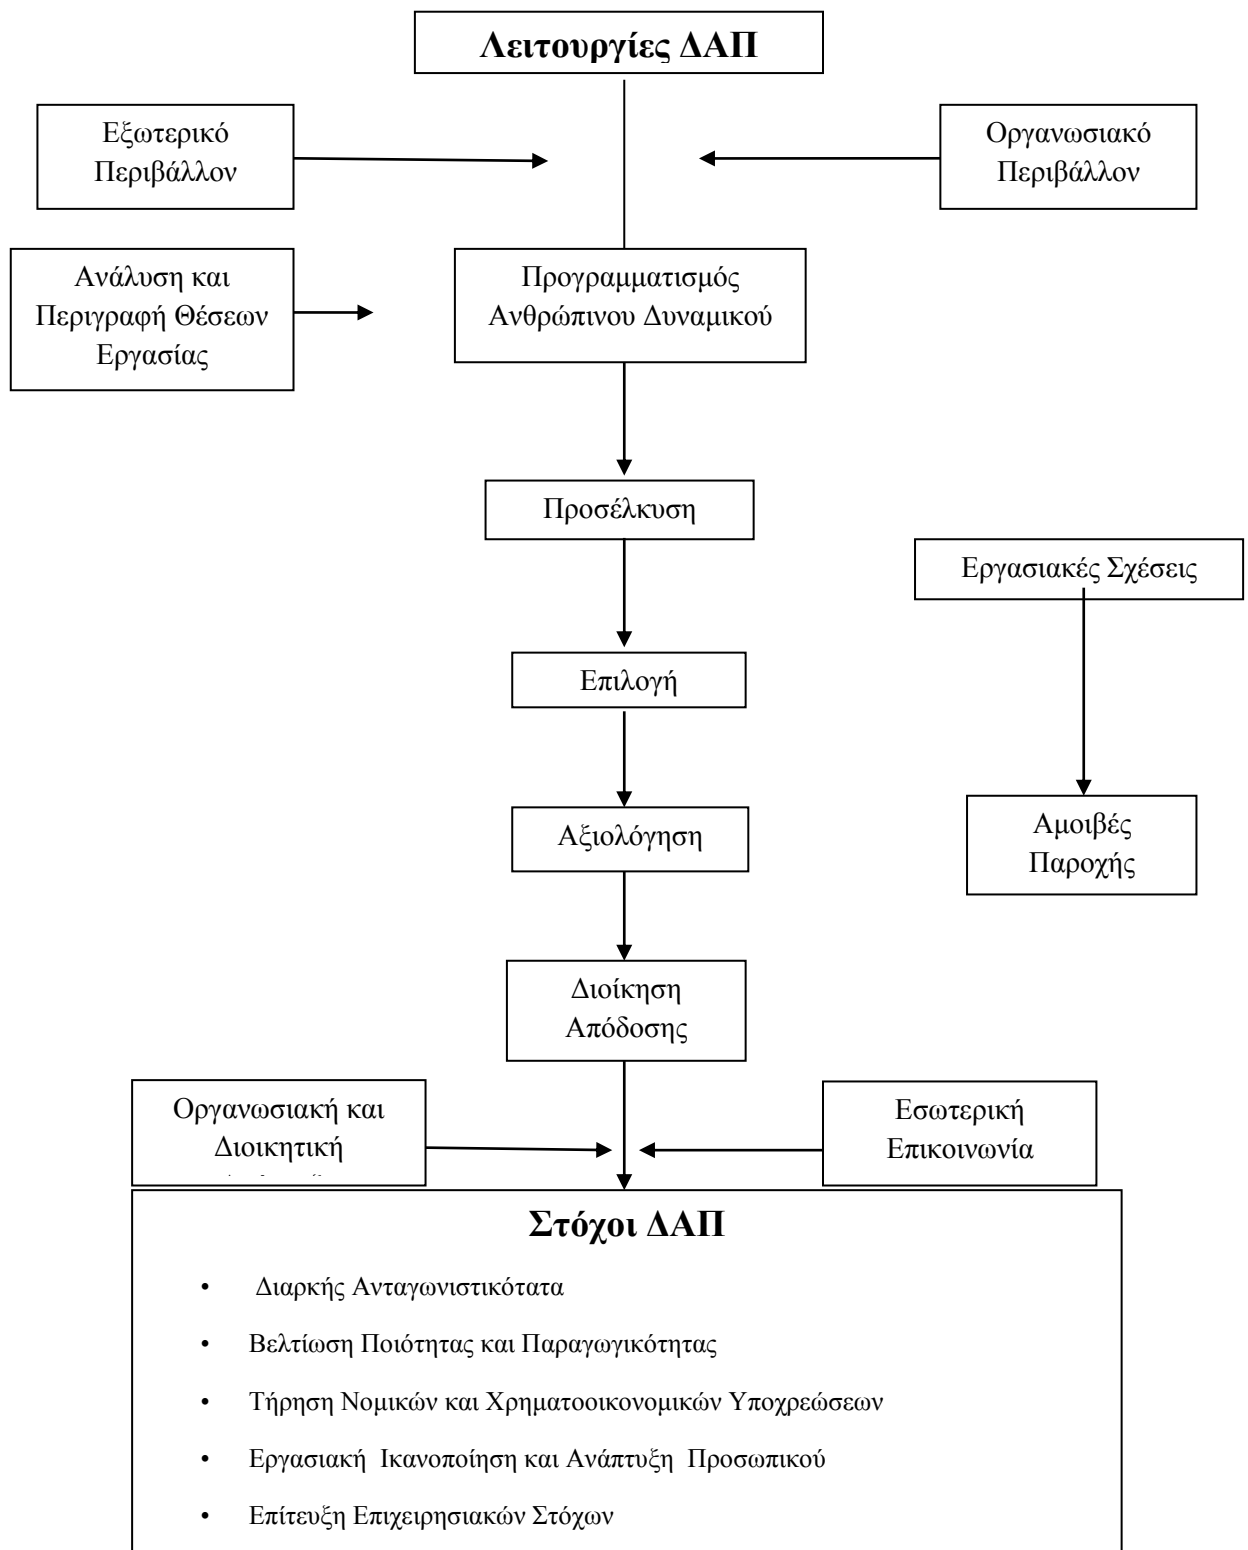 Λειτουργίες ΔΑΠ
Εξωτερικό
Περιβάλλον
Οργανωσιακό
Περιβάλλον
Ανάλυση και
Περιγραφή Θέσεων
Εργασίας
Προγραμματισμός
Ανθρώπινου Δυναμικού
Προσέλκυση
Εργασιακές Σχέσεις
Επιλογή
Αξιολόγηση
Αμοιβές
Παροχής
Διοίκηση
Απόδοσης
Οργανωσιακή και
Διοικητική
Εσωτερική
Επικοινωνία
Στόχοι ΔΑΠ
• Διαρκής Ανταγωνιστικότατα
• Βελτίωση Ποιότητας και Παραγωγικότητας
• Τήρηση Νομικών και Χρηματοοικονομικών Υποχρεώσεων
• Εργασιακή Ικανοποίηση και Ανάπτυξη Προσωπικού
• Επίτευξη Επιχειρησιακών Στόχων